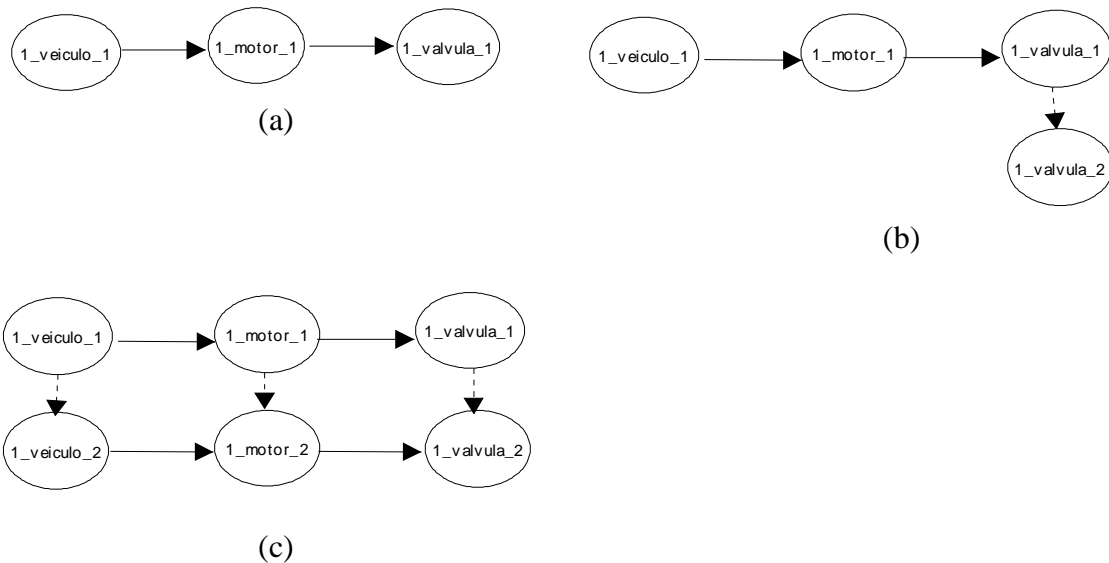 1_veiculo_1
1_motor_1
1_valvula_1
(a)
1_veiculo_1
1_motor_1
1_valvula_1
1_valvula_2
(b)
1_veiculo_1
1_motor_1
1_valvula_1
1_veiculo_2
1_motor_2
1_valvula_2
(c)